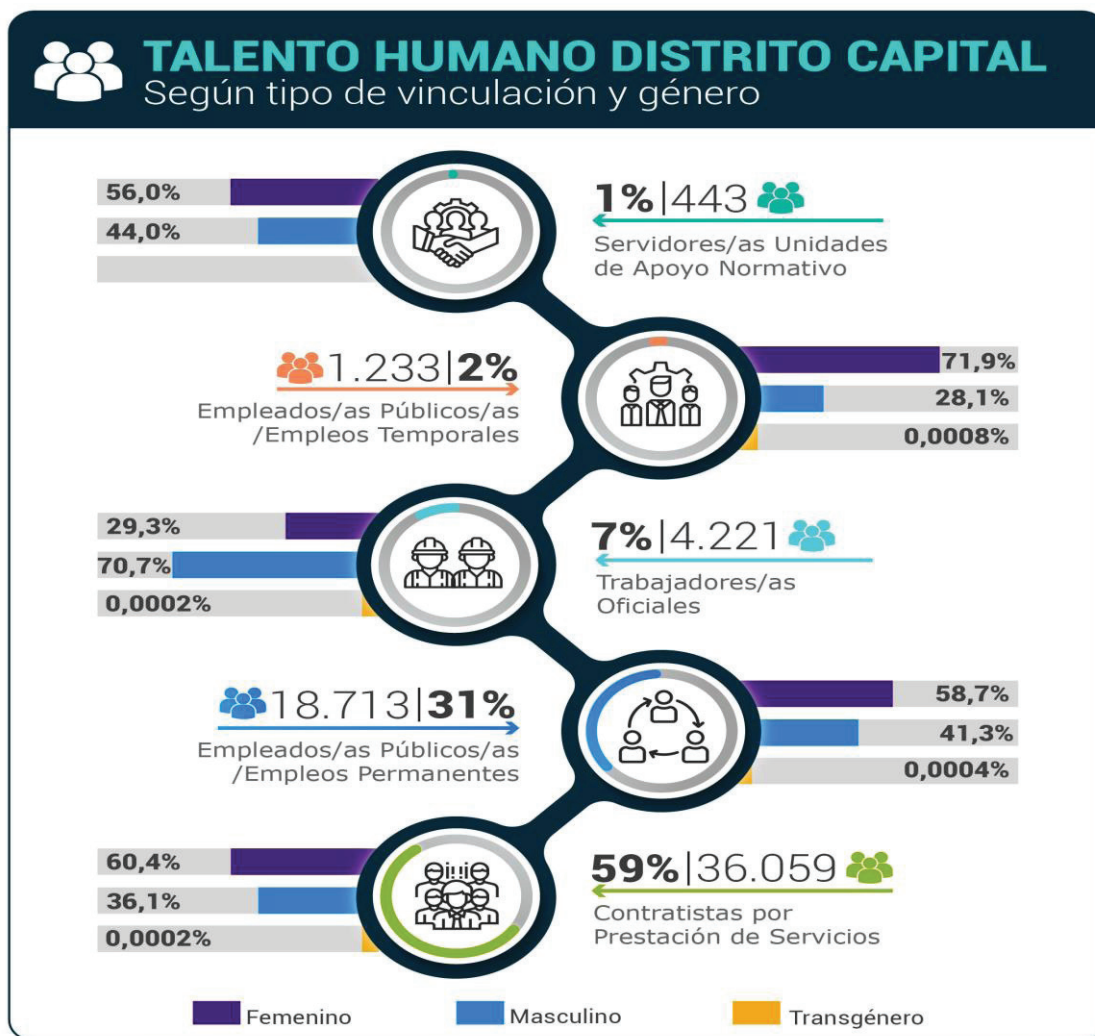 TALENTO HUMANO DISTRITO CAPITAL
Según tipo de vinculación y género
56,0%
44,0%
1%|443
Servidores/as Unidades
de Apoyo Normativo
1.233|2%
Empleados/as Públicos/as
/Empleos Temporales
71,9%
28,1%
0,0008%
29,3%
70,7%
0,0002%
7%|4.221
Trabajadores/as
Oficiales
18.713|31%
Empleados/as Públicos/as
/Empleos Permanentes
58,7%
41,3%
0,0004%
60,4%
36,1%
0,0002%
59%|36.059
Contratistas por
Prestación de Servicios
Femenino
Masculino
Transgénero